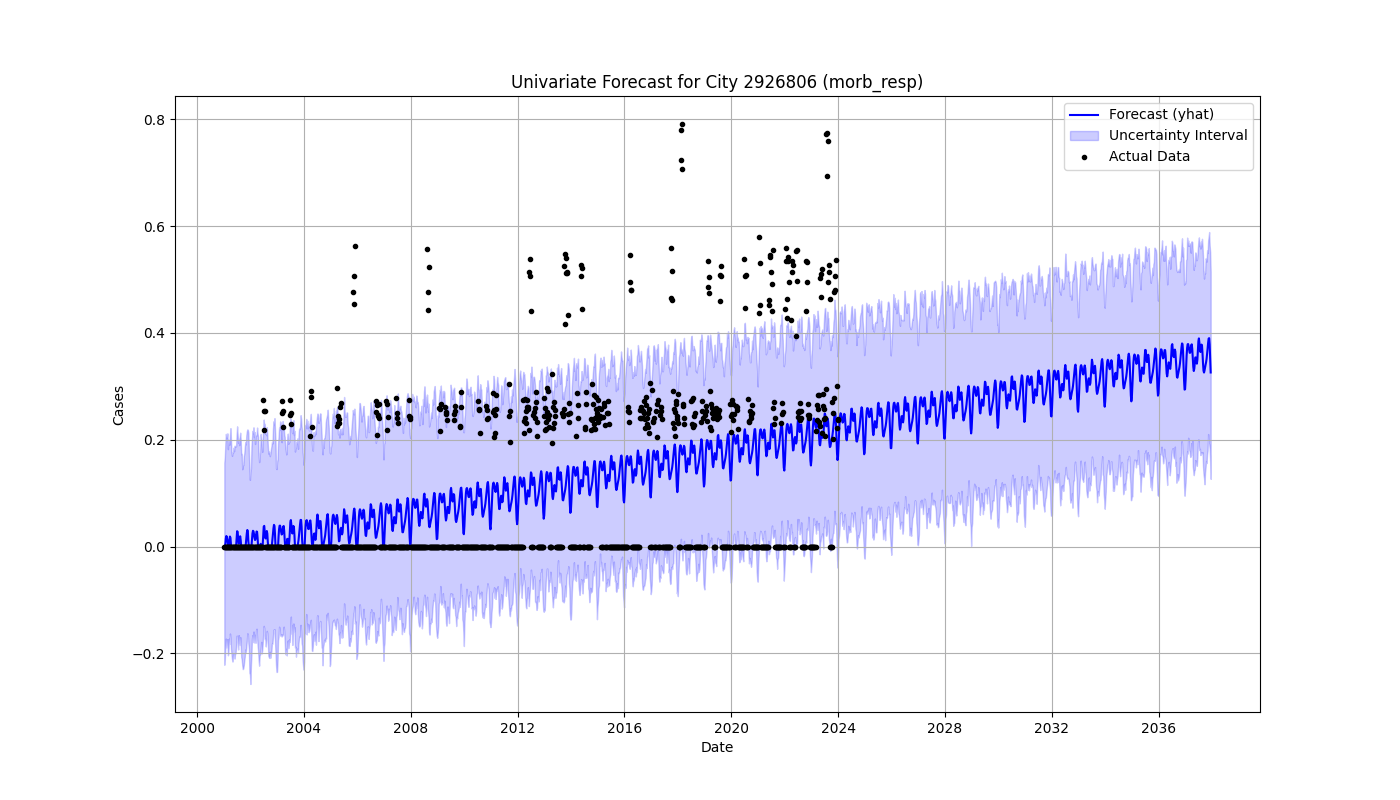 Univariate Forecast for City 2926806 (morb_resp)
Forecast (yhat)
Uncertainty Interval
Actual Data
Cases
0.8
0.6
0.4
0.2
0.0
−0.2
2000 2004 2008 2012 2016 2020 2024 2028 2032 2036
Date